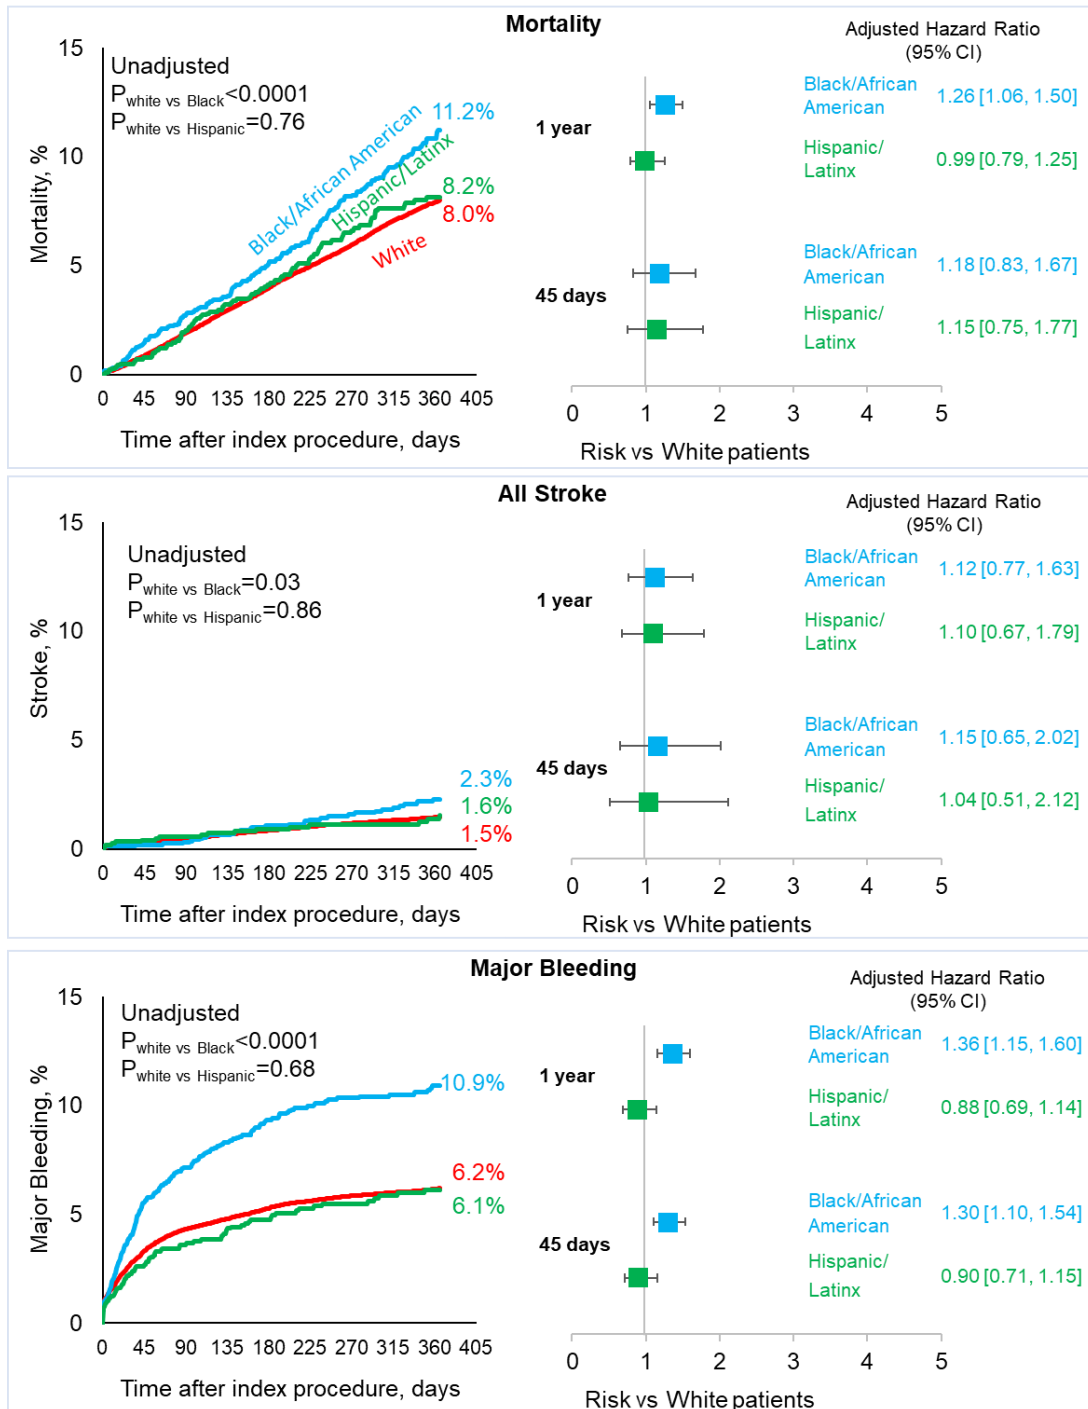 Mortality
Adjusted Hazard Ratio
(95% CI)
15
10
5
0
Mortality, %
Unadjusted
Pwhite vs Black<0.0001
Pwhite vs Hispanic=0.76
Black/African American
Hispanic/Latinx
White
11.2%
8.2%
8.0%
0 45 90 135 180 225 270 315 360 405
Time after index procedure, days
1 year
Black/African
American
1.26 [1.06, 1.50]
Hispanic/
Latinx
0.99 [0.79, 1.25]
45 days
Black/African
American
1.18 [0.83, 1.67]
Hispanic/
Latinx
1.15 [0.75, 1.77]
0 1 2 3 4 5
Risk vs White patients
All Stroke
Adjusted Hazard Ratio
(95% CI)
15
10
5
0
Stroke, %
Unadjusted
Pwhite vs Black=0.03
Pwhite vs Hispanic=0.86
2.3%
1.6%
1.5%
0 45 90 135 180 225 270 315 360 405
Time after index procedure, days
1 year
Black/African
American
1.12 [0.77, 1.63]
Hispanic/
Latinx
1.10 [0.67, 1.79]
45 days
Black/African
American
1.15 [0.65, 2.02]
Hispanic/
Latinx
1.04 [0.51, 2.12]
0 1 2 3 4 5
Risk vs White patients
Major Bleeding
Adjusted Hazard Ratio
(95% CI)
15
10
5
0
Major Bleeding, %
Unadjusted
Pwhite vs Black<0.0001
Pwhite vs Hispanic=0.68
10.9%
6.2%
6.1%
0 45 90 135 180 225 270 315 360 405
Time after index procedure, days
1 year
Black/African
American
1.36 [1.15, 1.60]
Hispanic/
Latinx
0.88 [0.69, 1.14]
45 days
Black/African
American
1.30 [1.10, 1.54]
Hispanic/
Latinx
0.90 [0.71, 1.15]
0 1 2 3 4 5
Risk vs White patients